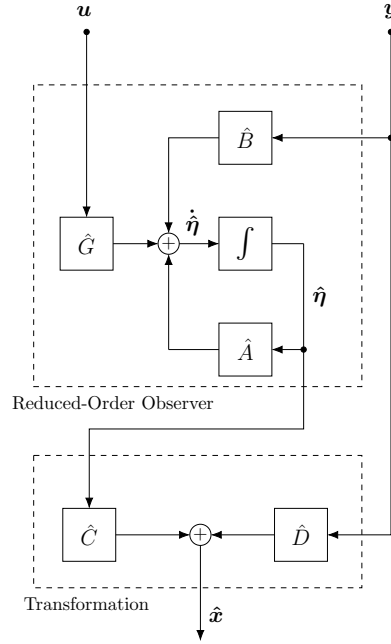 u
y
B̂
η̂̇
Ĝ
+
∫
η̂
Â
Reduced-Order Observer
Ĉ
+
D̂
Transformation
x̂